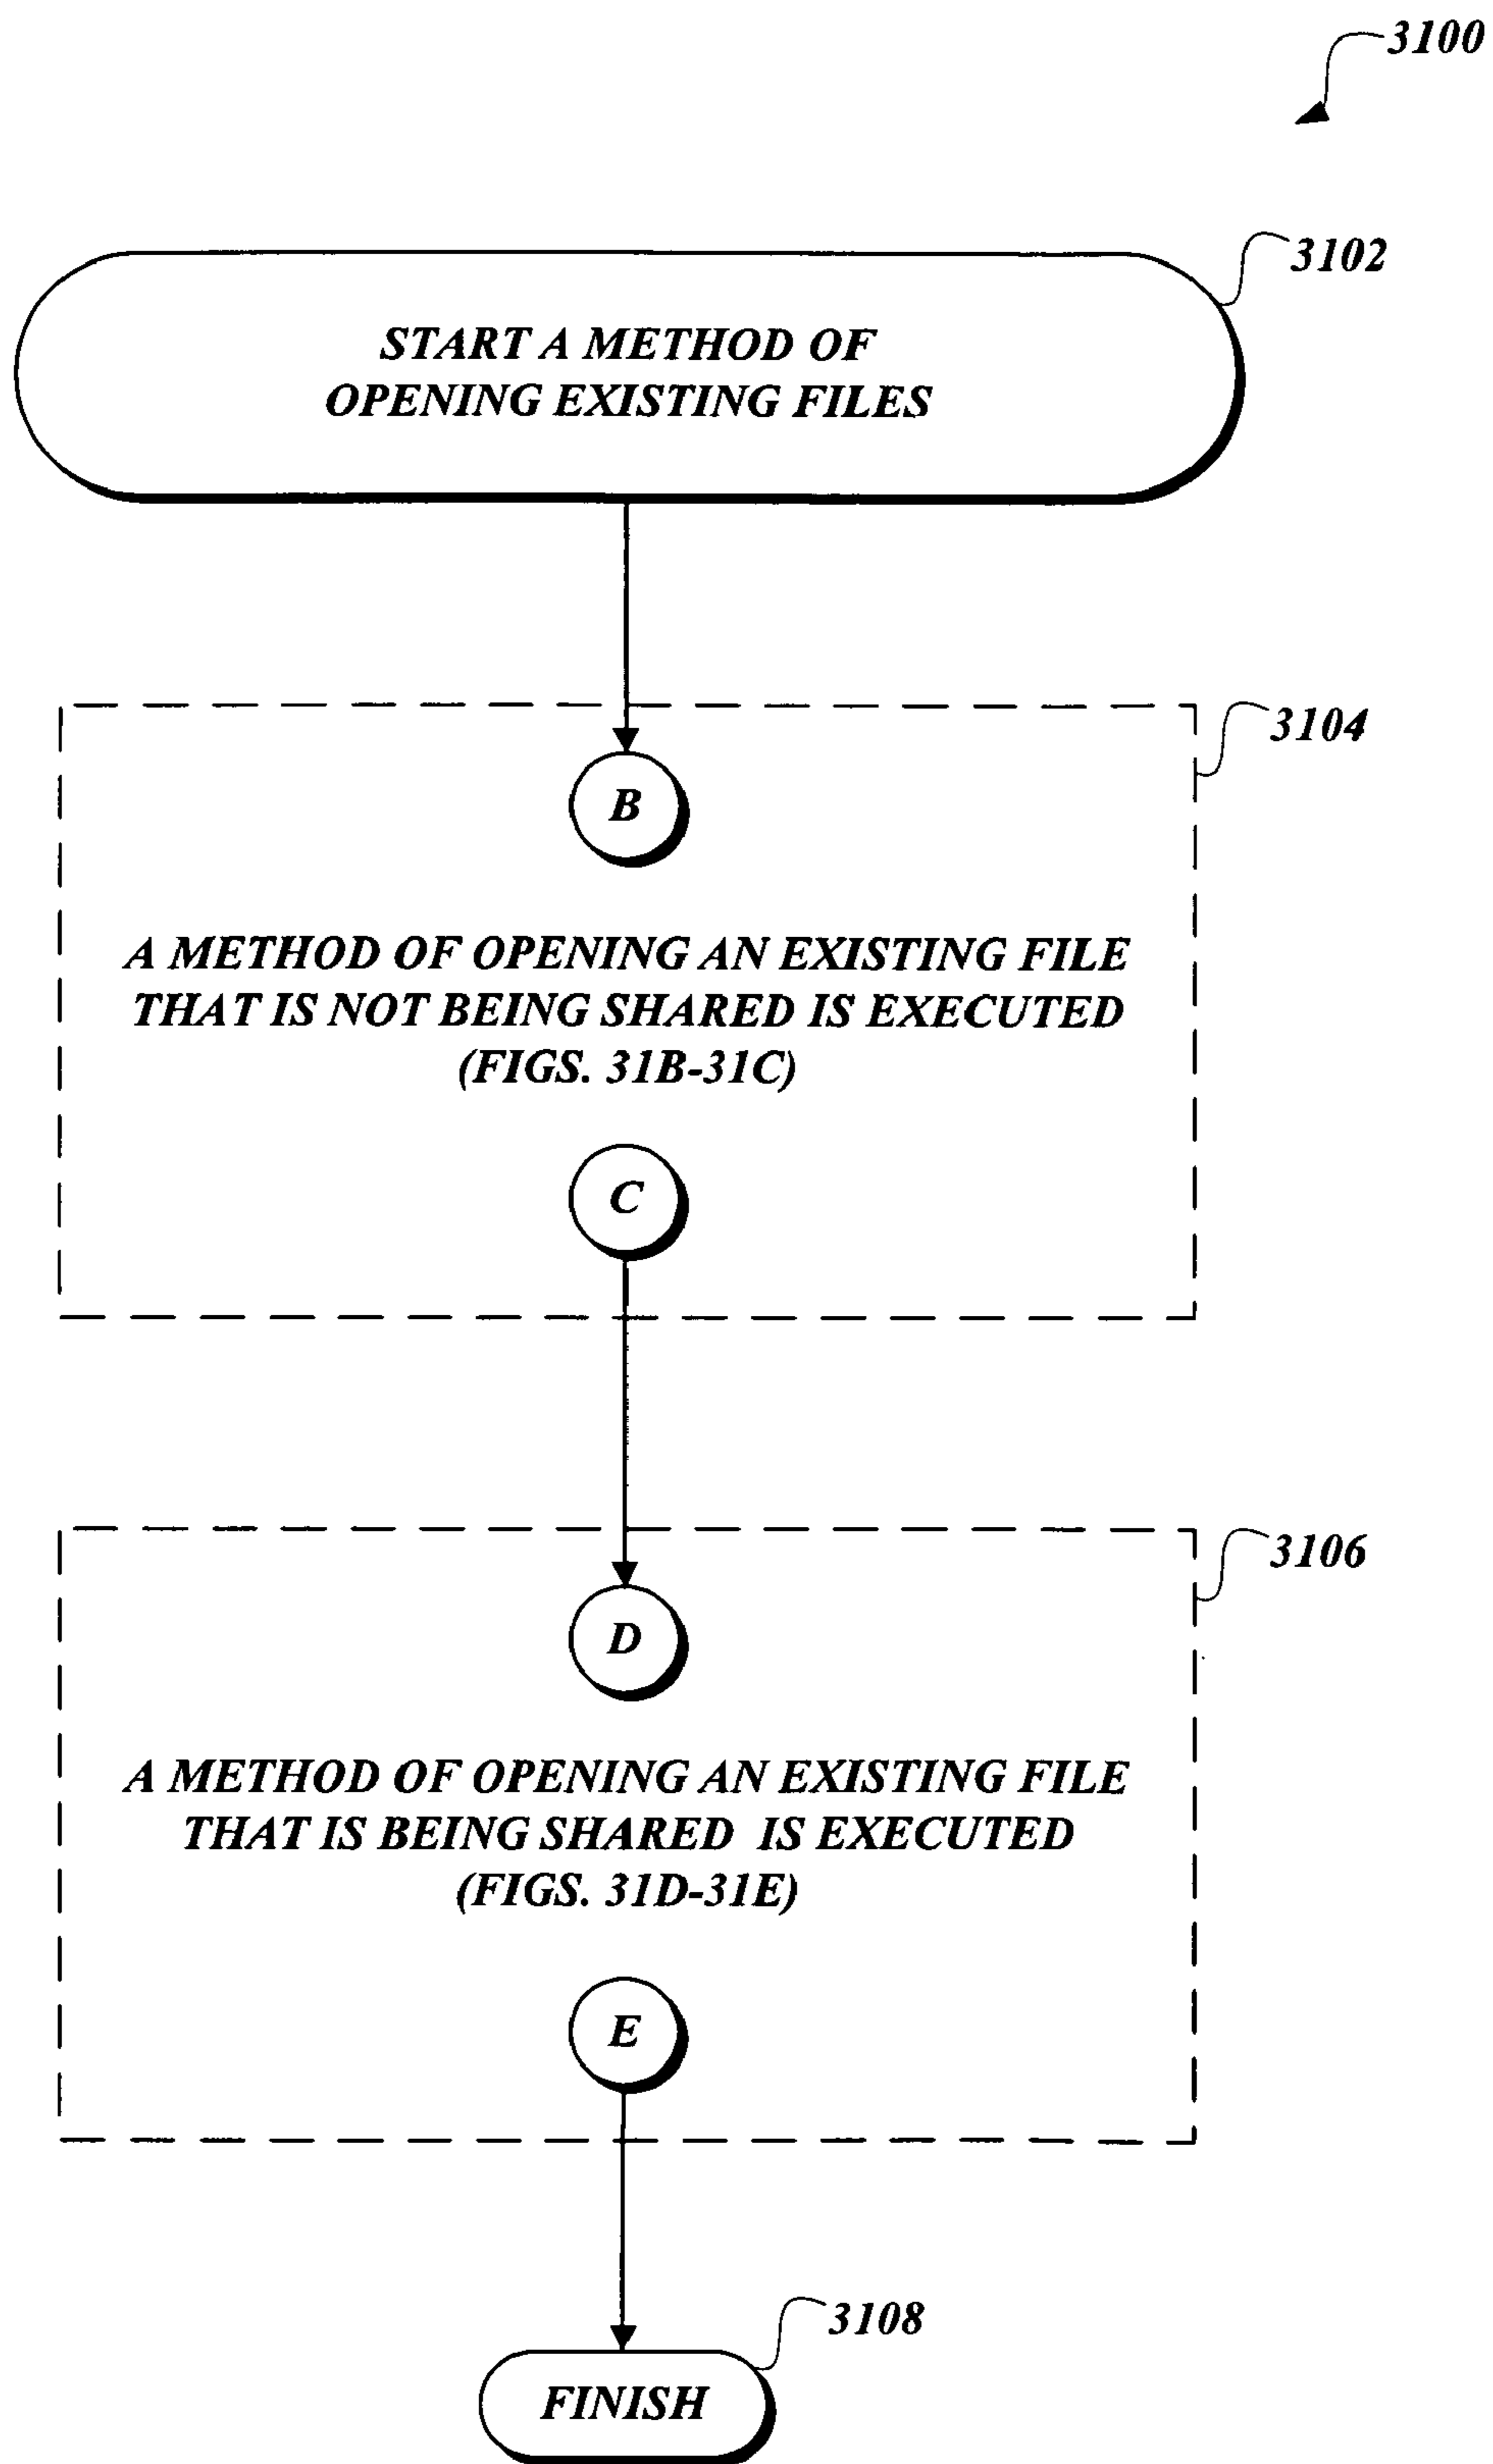 3100
3102
START A METHOD OF
OPENING EXISTING FILES
3104
B
A METHOD OF OPENING AN EXISTING FILE
THAT IS NOT BEING SHARED IS EXECUTED
(FIGS. 31B-31C)
C
3106
D
A METHOD OF OPENING AN EXISTING FILE
THAT IS BEING SHARED IS EXECUTED
(FIGS. 31D-31E)
E
3108
FINISH